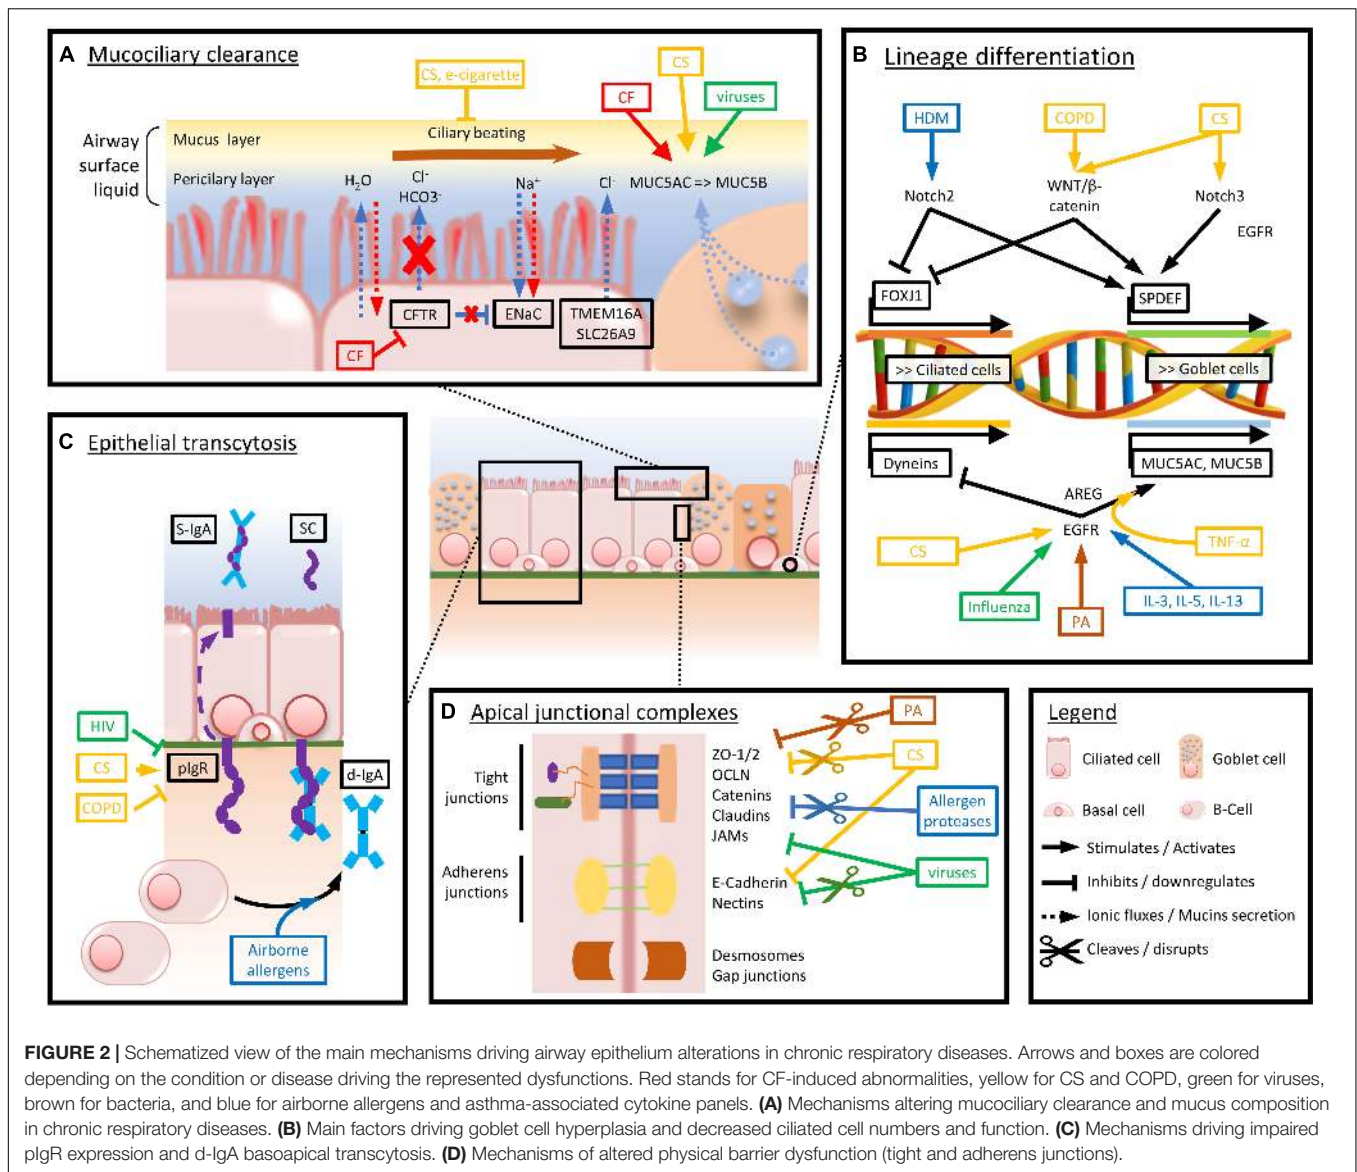 A Mucociliary clearance
CS, e-cigarette
CS
CF
viruses
Airway
surface
liquid
Mucus layer
Ciliary beating
Pericilary layer
H2O
Cl-
HCO3-
Na+
Cl-
MUC5AC => MUC5B
CFTR
ENaC
TMEM16A
SLC26A9
CF
B Lineage differentiation
HDM
COPD
CS
Notch2
WNT/β-
catenin
Notch3
EGFR
FOXJ1
SPDEF
>> Ciliated cells
>> Goblet cells
Dyneins
MUC5AC, MUC5B
AREG
EGFR
CS
TNF-α
Influenza
PA
IL-3, IL-5, IL-13
C Epithelial transcytosis
S-IgA
SC
HIV
CS
pIgR
COPD
d-IgA
Airborne
allergens
D Apical junctional complexes
PA
Tight
junctions
ZO-1/2
OCLN
Catenins
Claudins
JAMs
CS
Allergen
proteases
Adherens
junctions
E-Cadherin
Nectins
viruses
Desmosomes
Gap junctions
Legend
Ciliated cell
Goblet cell
Basal cell
B-Cell
Stimulates / Activates
Inhibits / downregulates
Ionic fluxes / Mucins secretion
Cleaves / disrupts
FIGURE 2 | Schematized view of the main mechanisms driving airway epithelium alterations in chronic respiratory diseases. Arrows and boxes are colored
depending on the condition or disease driving the represented dysfunctions. Red stands for CF-induced abnormalities, yellow for CS and COPD, green for viruses,
brown for bacteria, and blue for airborne allergens and asthma-associated cytokine panels. (A) Mechanisms altering mucociliary clearance and mucus composition
in chronic respiratory diseases. (B) Main factors driving goblet cell hyperplasia and decreased ciliated cell numbers and function. (C) Mechanisms driving impaired
pIgR expression and d-IgA basoapical transcytosis. (D) Mechanisms of altered physical barrier dysfunction (tight and adherens junctions).